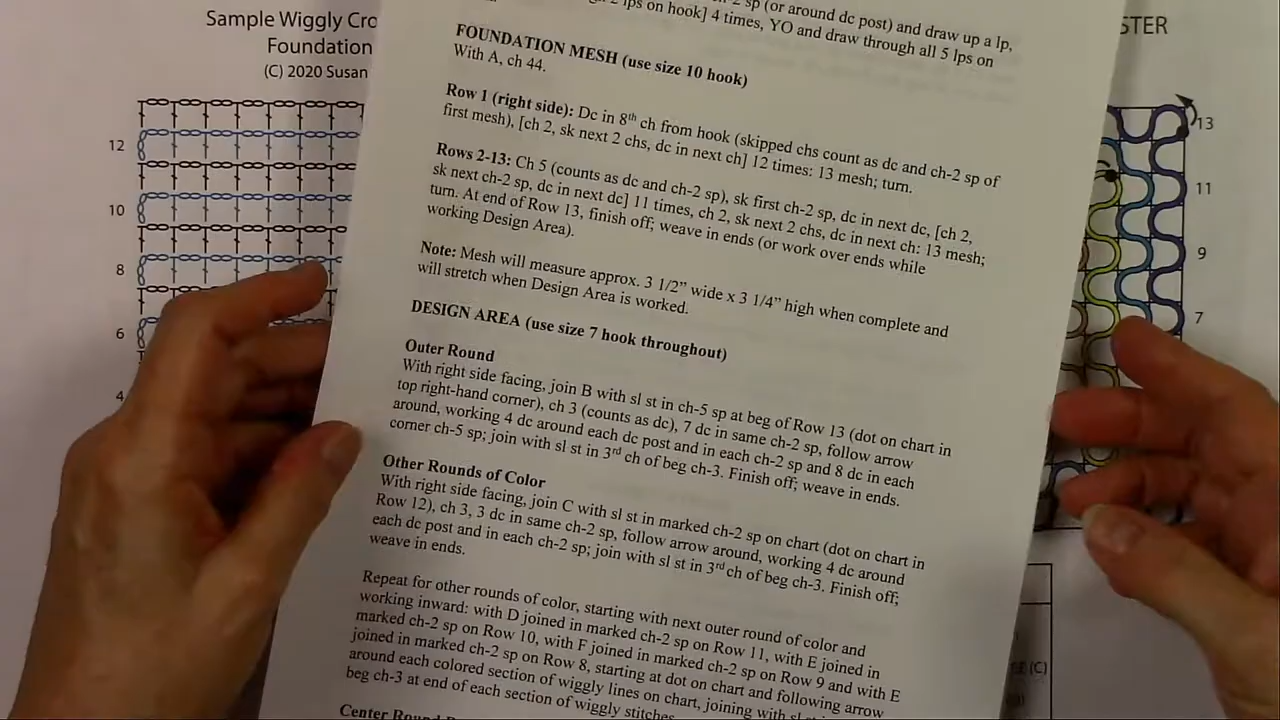 Sample Wiggly Cro
Foundation
(C) 2020 Susan
12
10
8
6
4
sp (or around dc post) and draw up a lp,
lps on hook] 4 times, YO and draw through all 5 lps on
FOUNDATION MESH (use size 10 hook)
With A, ch 44.
Row 1 (right side): Dc in 8th ch from hook (skipped chs count as dc and ch-2 sp of
first mesh), [ch 2, sk next 2 chs, dc in next ch] 12 times: 13 mesh; turn.
Rows 2-13: Ch 5 (counts as dc and ch-2 sp), sk first ch-2 sp, dc in next dc, [ch 2,
sk next ch-2 sp, dc in next dc] 11 times, ch 2, sk next 2 chs, dc in next ch: 13 mesh;
turn. At end of Row 13, finish off; weave in ends (or work over ends while
working Design Area).
Note: Mesh will measure approx. 3 1/2” wide x 3 1/4” high when complete and
will stretch when Design Area is worked.
DESIGN AREA (use size 7 hook throughout)
Outer Round
With right side facing, join B with sl st in ch-5 sp at beg of Row 13 (dot on chart in
top right-hand corner), ch 3 (counts as dc), 7 dc in same ch-2 sp, follow arrow
around, working 4 dc around each dc post and in each ch-2 sp and 8 dc in each
corner ch-5 sp; join with sl st in 3rd ch of beg ch-3. Finish off; weave in ends.
Other Rounds of Color
With right side facing, join C with sl st in marked ch-2 sp on chart (dot on chart in
Row 12), ch 3, 3 dc in same ch-2 sp, follow arrow around, working 4 dc around
each dc post and in each ch-2 sp; join with sl st in 3rd ch of beg ch-3. Finish off;
weave in ends.
Repeat for other rounds of color, starting with next outer round of color and
working inward: with D joined in marked ch-2 sp on Row 11, with E joined in
marked ch-2 sp on Row 10, with F joined in marked ch-2 sp on Row 9 and with E
joined in marked ch-2 sp on Row 8, starting at dot on chart and following arrow
around each colored section of wiggly lines on chart, joining with sl st
beg ch-3 at end of each section of wiggly stitches
Center Round
STER
13
11
9
7
(C)